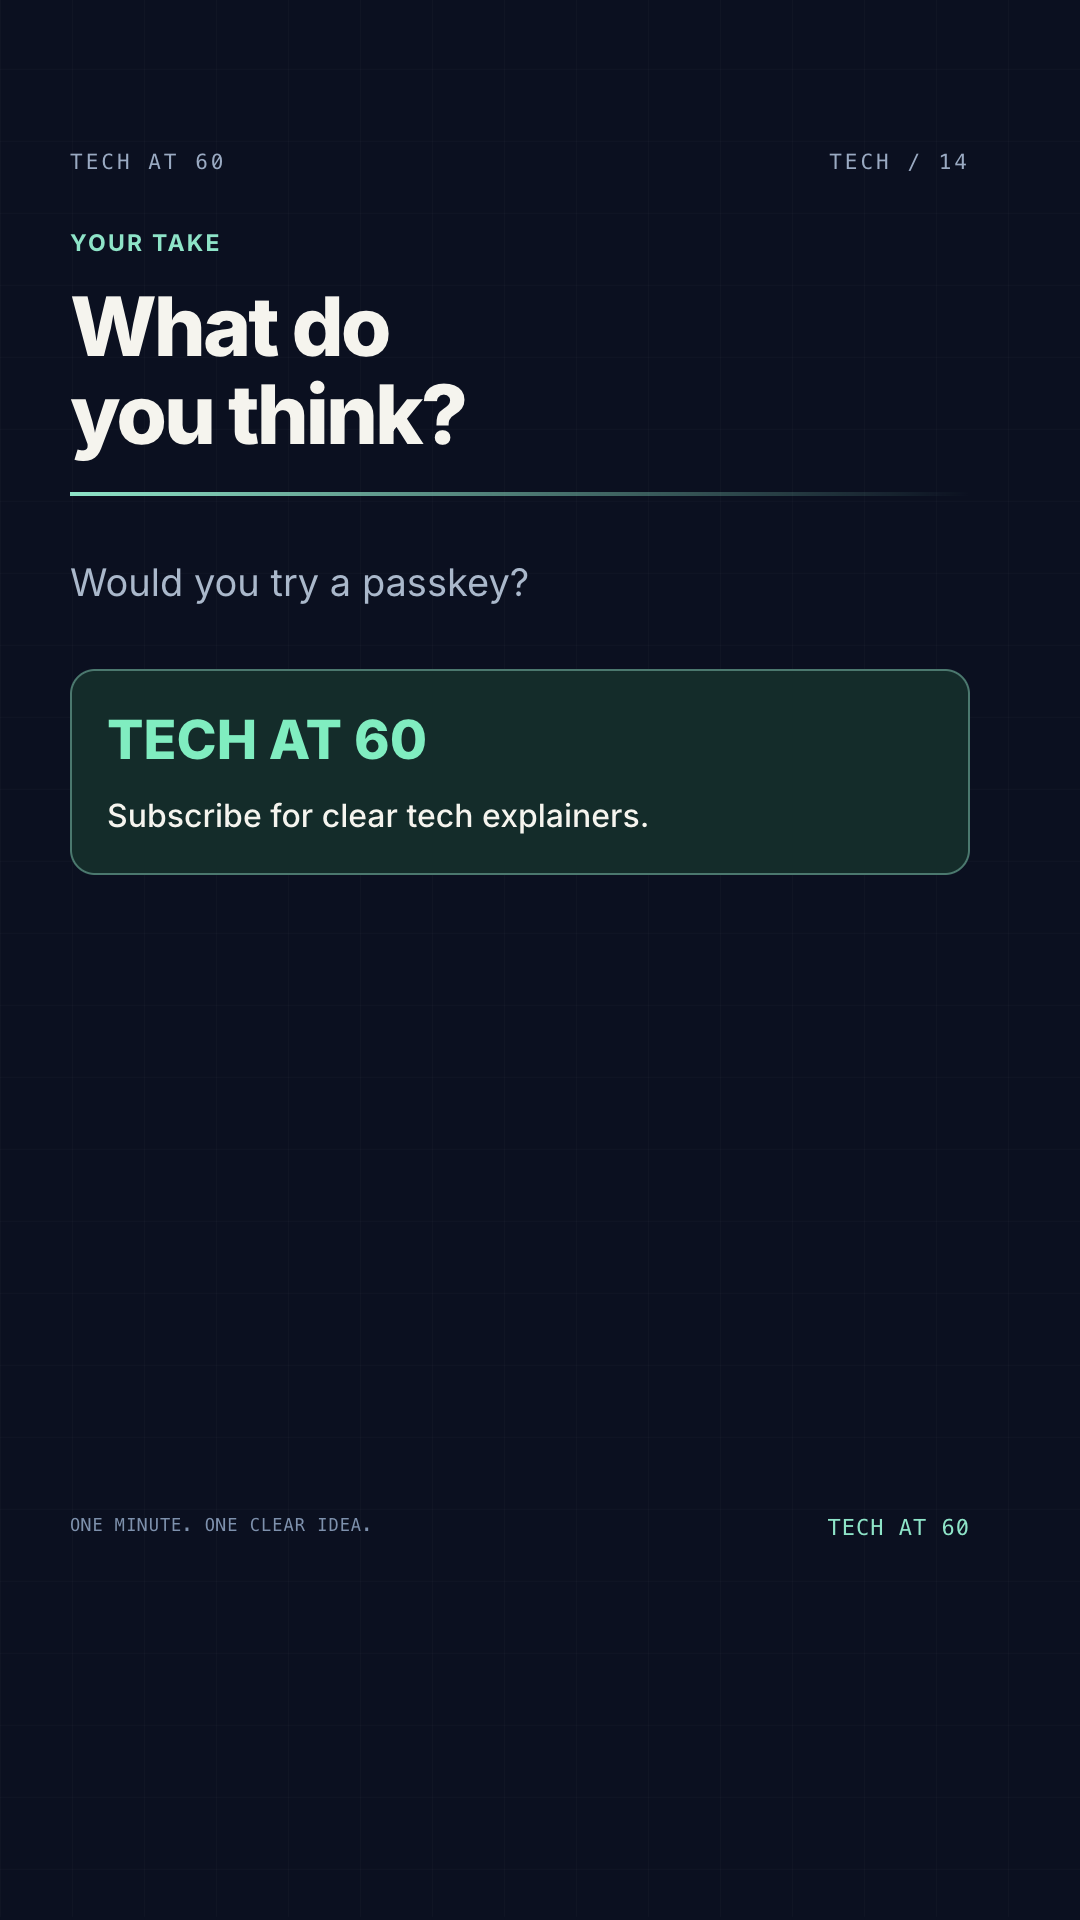 TECH AT 60
TECH / 14
YOUR TAKE
What do
you think?
Would you try a passkey?
TECH AT 60
Subscribe for clear tech explainers.
ONE MINUTE. ONE CLEAR IDEA.
TECH AT 60